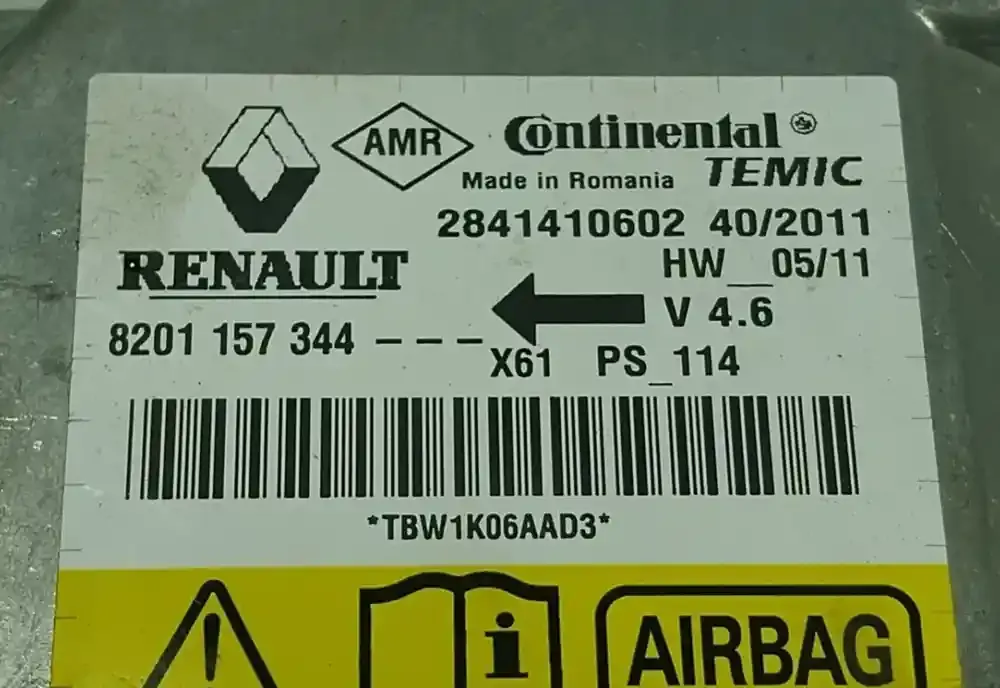 AMR
Continental
Made in Romania TEMIC
2841410602 40/2011
RENAULT
HW_ 05/11
V 4.6
8201 157 344 ---
X61 PS_114
*TBW1K06AAD3*
i
AIRBAG